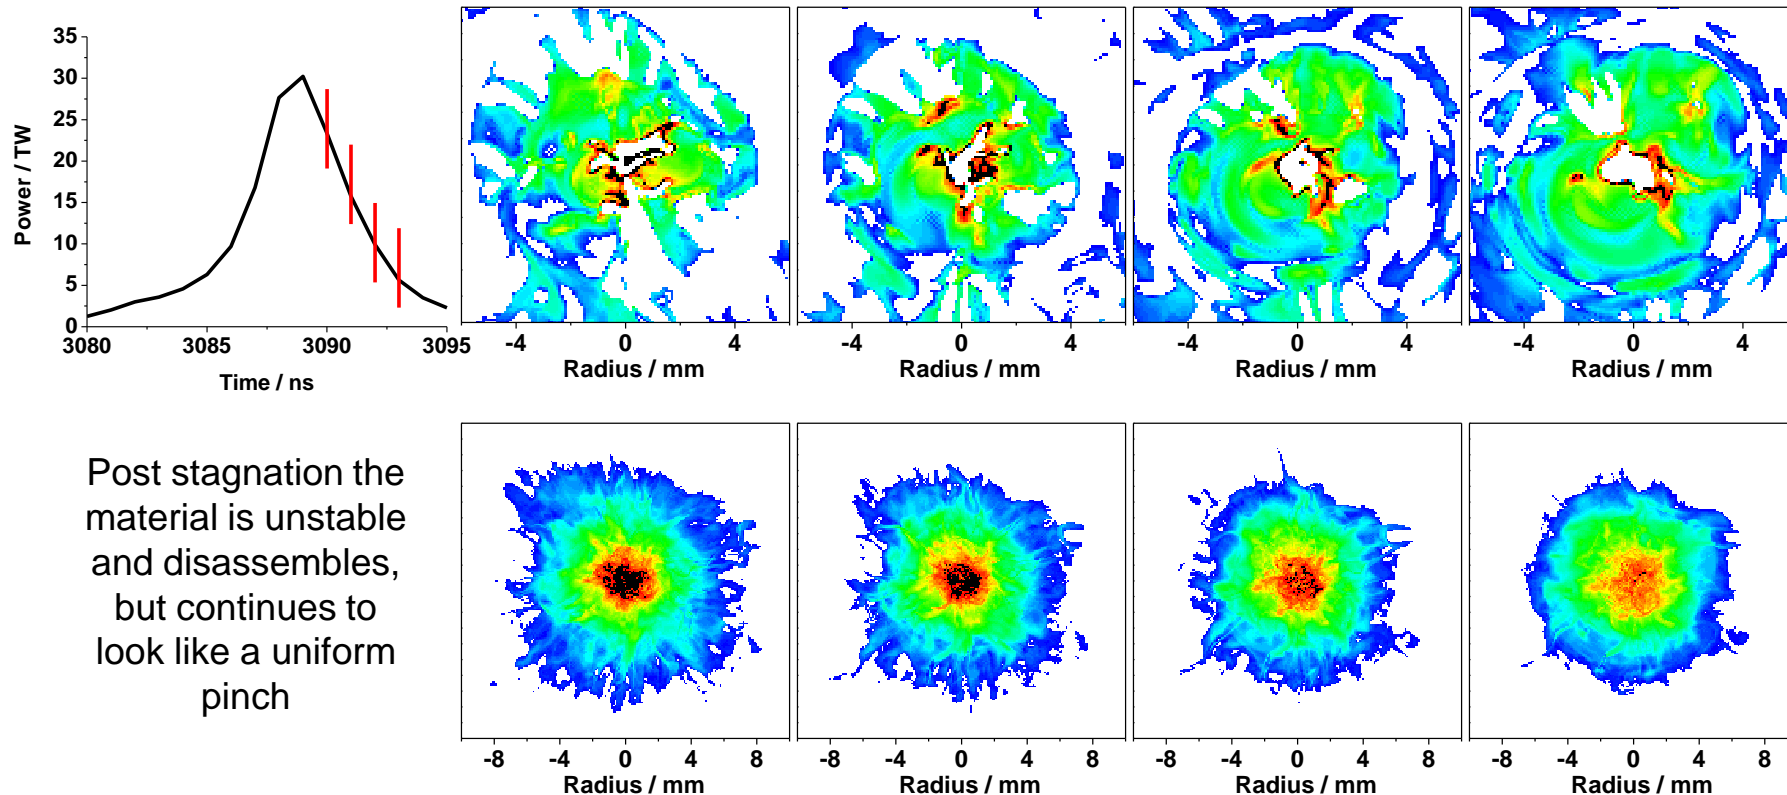 35
30
25
20
15
10
5
0
Power / TW
3080 3085 3090 3095
Time / ns
-4 0 4
Radius / mm
-4 0 4
Radius / mm
-4 0 4
Radius / mm
-4 0 4
Radius / mm
Post stagnation the
material is unstable
and disassembles,
but continues to
look like a uniform
pinch
-8 -4 0 4 8
Radius / mm
-8 -4 0 4 8
Radius / mm
-8 -4 0 4 8
Radius / mm
-8 -4 0 4 8
Radius / mm